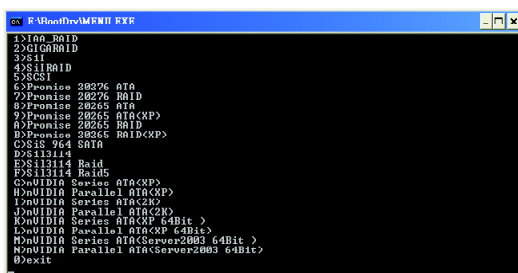 E:\BootDrv\MENU.EXE
1>IAA_RAID
2>GIGARAID
3>SiI
4>SiIRAID
5>SCSI
6>Promise 20276 ATA
7>Promise 20276 RAID
8>Promise 20265 ATA
9>Promise 20265 ATA<XP>
A>Promise 20265 RAID
B>Promise 20265 RAID<XP>
C>SiS 964 SATA
D>Sil3114
E>Sil3114 Raid
F>Sil3114 Raid5
G>nVIDIA Series ATA<XP>
H>nVIDIA Parallel ATA<XP>
I>nVIDIA Series ATA<2K>
J>nVIDIA Parallel ATA<2K>
K>nVIDIA Series ATA<XP 64Bit >
L>nVIDIA Parallel ATA<XP 64Bit>
M>nVIDIA Series ATA<Server2003 64Bit >
N>nVIDIA Parallel ATA<Server2003 64Bit>
0>exit